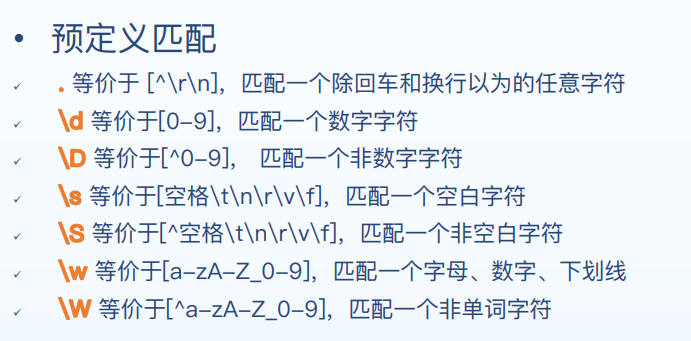 • 预定义匹配
✓ . 等价于 [^\r\n]，匹配一个除回车和换行以为的任意字符
✓ \d 等价于[0-9]，匹配一个数字字符
✓ \D 等价于[^0-9]， 匹配一个非数字字符
✓ \s 等价于[空格\t\n\r\v\f]，匹配一个空白字符
✓ \S 等价于[^空格\t\n\r\v\f]，匹配一个非空白字符
✓ \w 等价于[a-zA-Z_0-9]，匹配一个字母、数字、下划线
✓ \W 等价于[^a-zA-Z_0-9]，匹配一个非单词字符